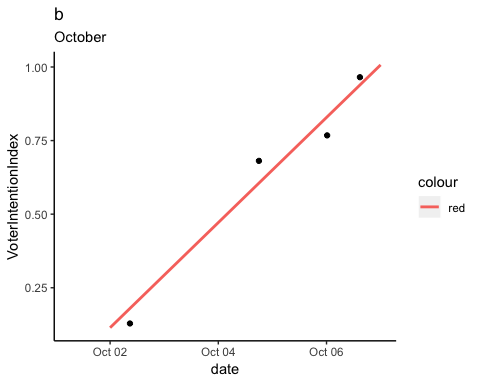 b
October
1.00
0.75
0.50
0.25
VoterIntentionIndex
Oct 02
Oct 04
Oct 06
date
colour
red